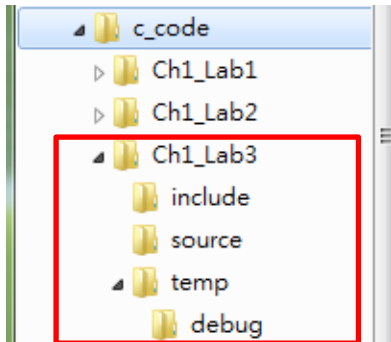 c_code
Ch1_Lab1
Ch1_Lab2
Ch1_Lab3
include
source
temp
debug